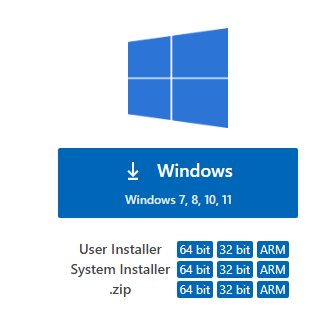 Windows
Windows 7, 8, 10, 11
User Installer 64 bit 32 bit ARM
System Installer 64 bit 32 bit ARM
.zip 64 bit 32 bit ARM